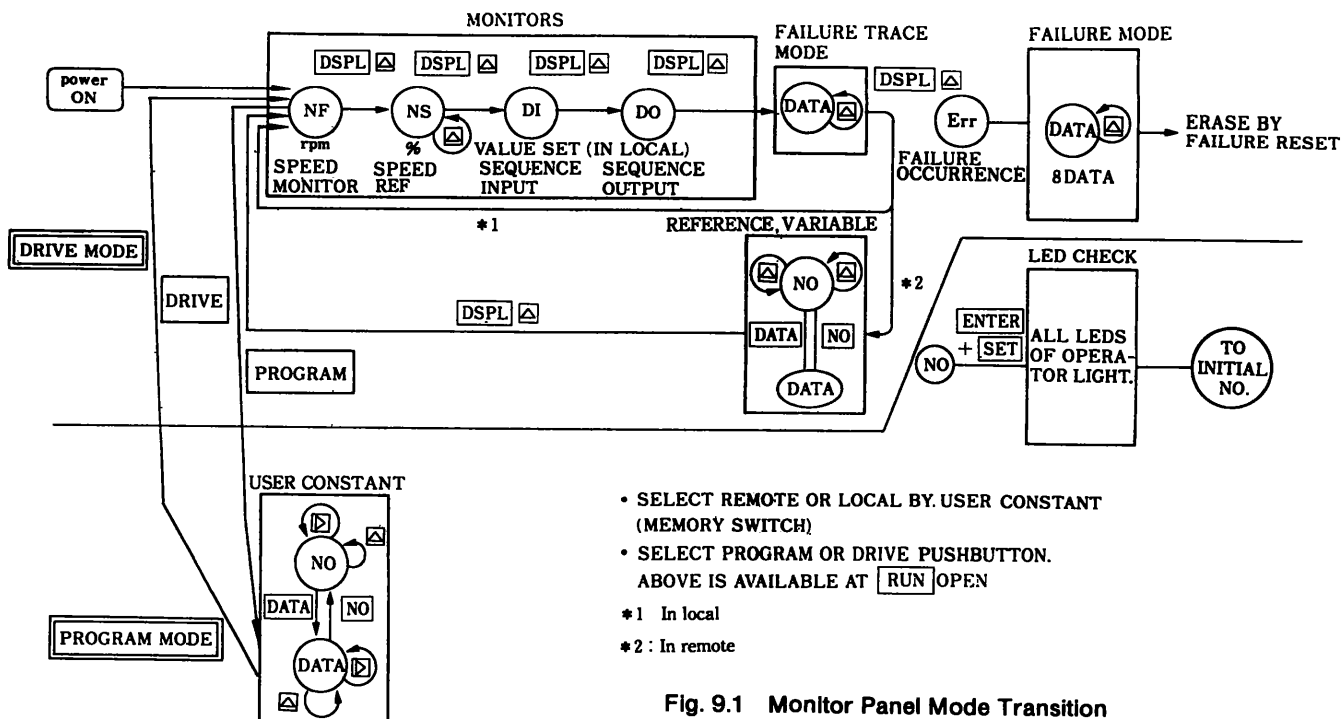 MONITORS
power
ON
DSPL
DSPL
DSPL
DSPL
NF
NS
DI
DO
rpm
%
VALUE SET (IN LOCAL)
SPEED
MONITOR
SPEED
REF
SEQUENCE
INPUT
SEQUENCE
OUTPUT
FAILURE TRACE
MODE
DATA
DSPL
Err
FAILURE
OCCURRENCE
FAILURE MODE
DATA
8DATA
ERASE BY
FAILURE RESET
*1
REFERENCE, VARIABLE
NO
DATA
NO
DATA
*2
DRIVE MODE
DRIVE
DSPL
PROGRAM
LED CHECK
NO
ENTER
+ SET
ALL LEDS
OF OPERA-
TOR LIGHT.
TO
INITIAL
NO.
USER CONSTANT
NO
DATA
NO
DATA
PROGRAM MODE
• SELECT REMOTE OR LOCAL BY. USER CONSTANT
(MEMORY SWITCH)
• SELECT PROGRAM OR DRIVE PUSHBUTTON.
ABOVE IS AVAILABLE AT RUN OPEN
*1 In local
*2 : In remote
Fig. 9.1 Monitor Panel Mode Transition